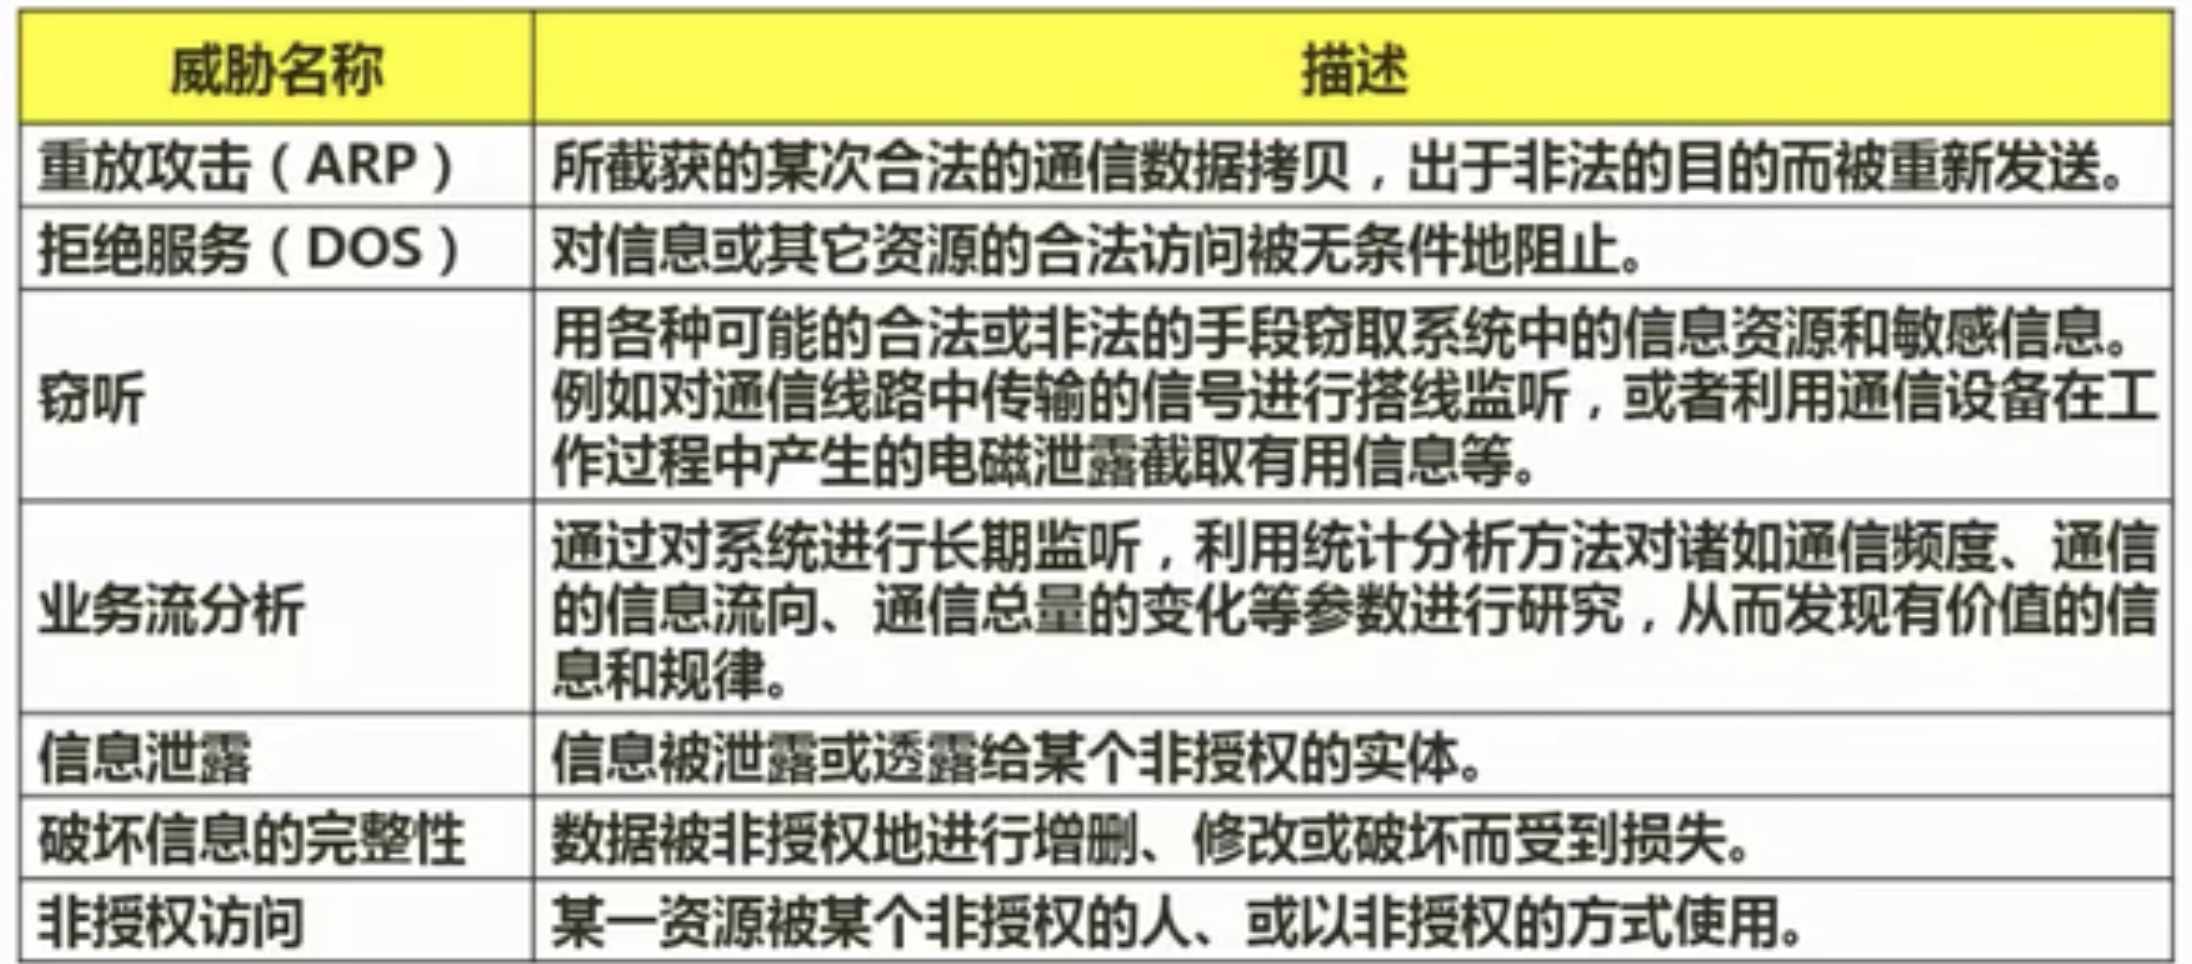 威胁名称 描述
重放攻击（ARP） 所截获的某次合法的通信数据拷贝，出于非法的目的而被重新发送。
拒绝服务（DOS） 对信息或其它资源的合法访问被无条件地阻止。
窃听
用各种可能的合法或非法的手段窃取系统中的信息资源和敏感信息。
例如对通信线路中传输的信号进行搭线监听，或者利用通信设备在工
作过程中产生的电磁泄露截取有用信息等。
业务流分析
通过对系统进行长期监听，利用统计分析方法对诸如通信频度、通信
的信息流向、通信总量的变化等参数进行研究，从而发现有价值的信
息和规律。
信息泄露 信息被泄露或透露给某个非授权的实体。
破坏信息的完整性 数据被非授权地进行增删、修改或破坏而受到损失。
非授权访问 某一资源被某个非授权的人、或以非授权的方式使用。